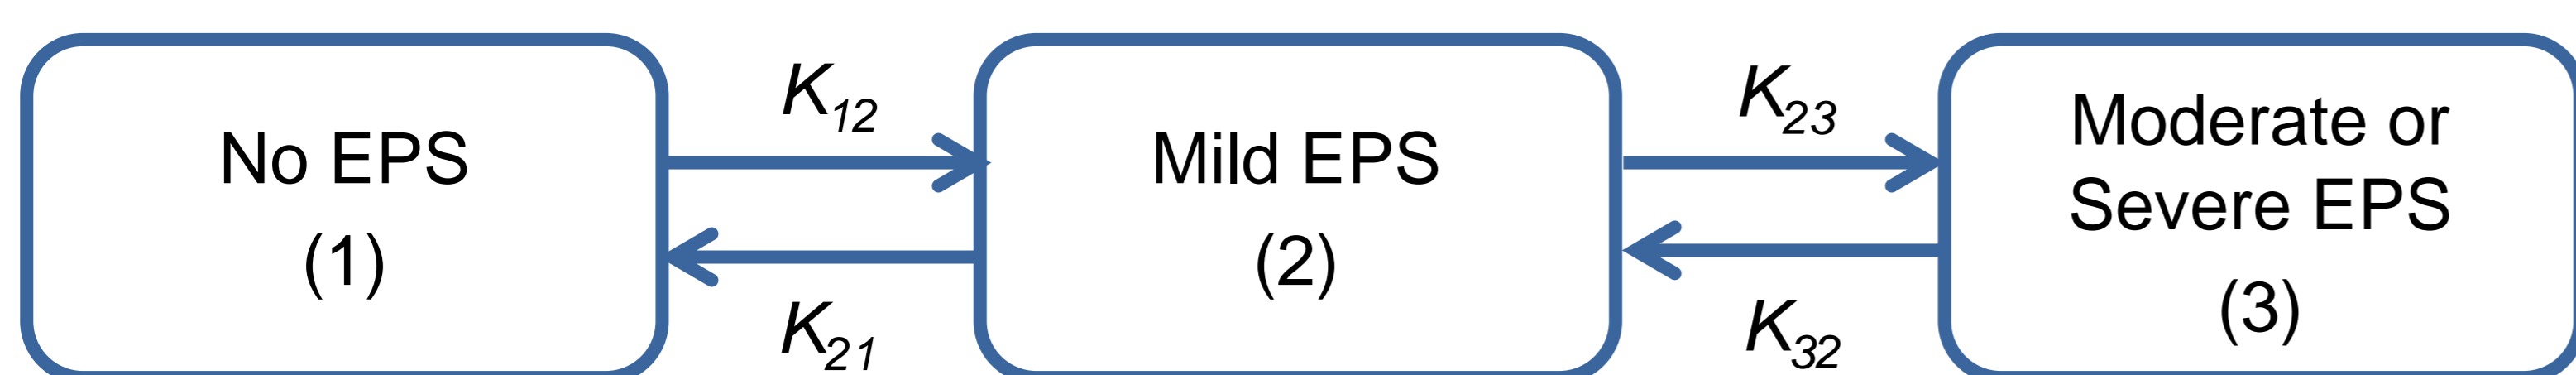 No EPS
(1)
K12
K21
Mild EPS
(2)
K23
K32
Moderate or
Severe EPS
(3)